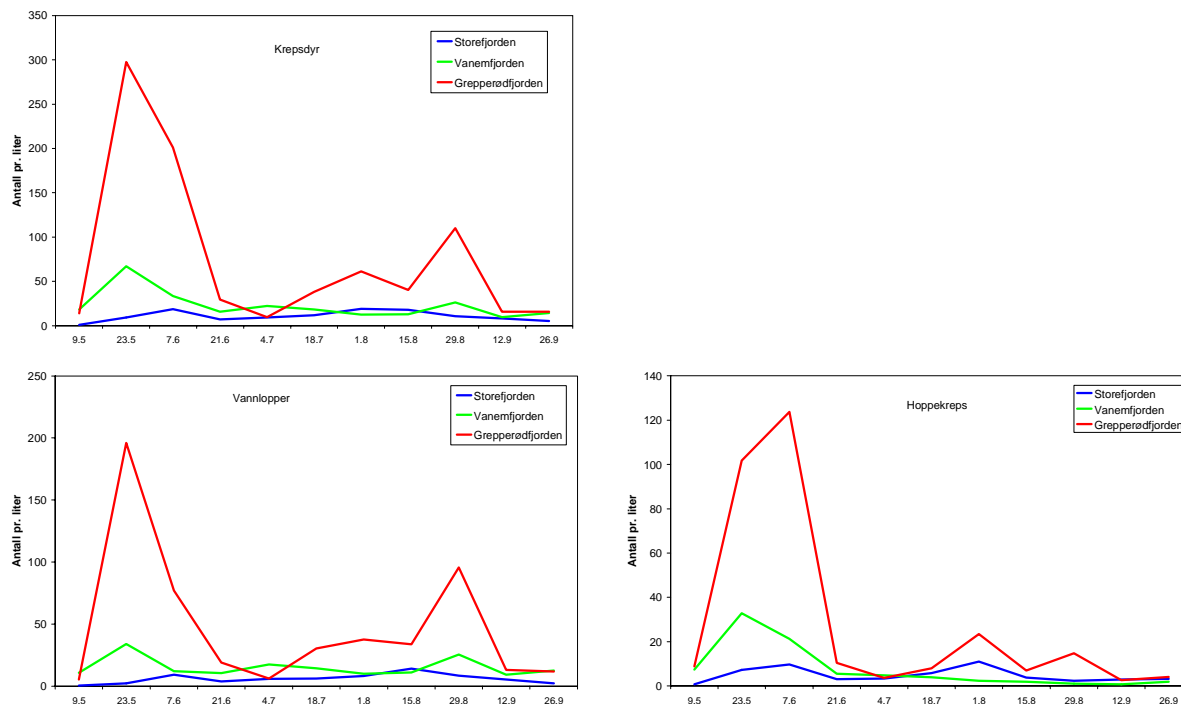 Krepsdyr
Storefjorden
Vanemfjorden
Grepperødfjorden
Antall pr. liter
350
300
250
200
150
100
50
0
9.5 23.5 7.6 21.6 4.7 18.7 1.8 15.8 29.8 12.9 26.9
Vannlopper
Storefjorden
Vanemfjorden
Grepperødfjorden
Antall pr. liter
250
200
150
100
50
0
9.5 23.5 7.6 21.6 4.7 18.7 1.8 15.8 29.8 12.9 26.9
Hoppekreps
Storefjorden
Vanemfjorden
Grepperødfjorden
Antall pr. liter
140
120
100
80
60
40
20
0
9.5 23.5 7.6 21.6 4.7 18.7 1.8 15.8 29.8 12.9 26.9